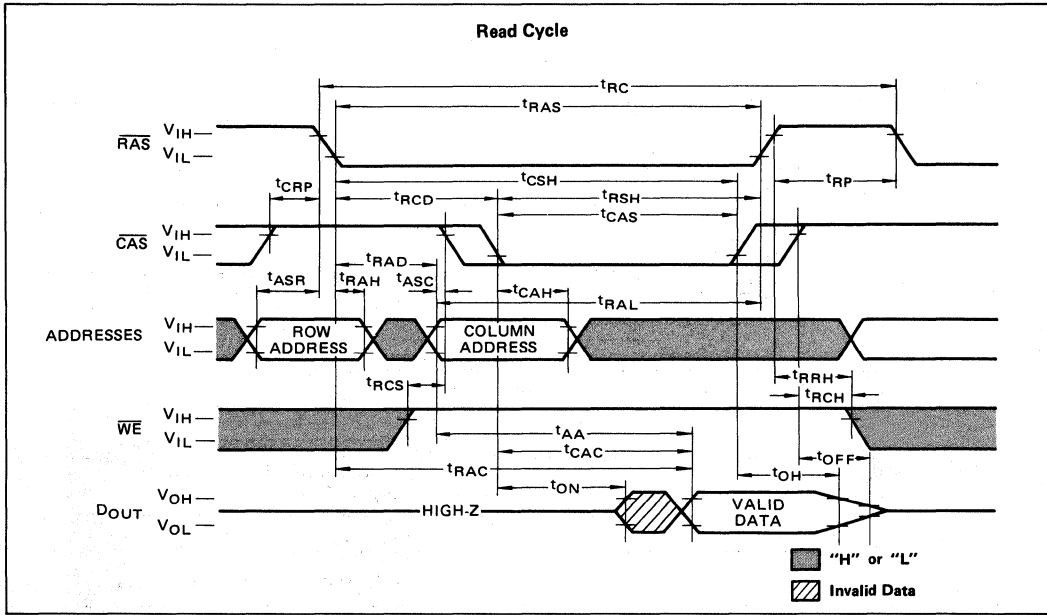 Read Cycle
tRC
tRAS
RAS
VIH
VIL
tCRP
tRCD
tCSH
tRSH
tRP
tCAS
CAS
VIH
VIL
tRAD
tASR
tRAH
tASC
tCAH
tRAL
ADDRESSES
VIH
VIL
ROW
ADDRESS
COLUMN
ADDRESS
tRCS
tRRH
tRCH
WE
VIH
VIL
tAA
tCAC
tRAC
tOFF
tON
tOH
DOUT
VOH
VOL
HIGH-Z
VALID
DATA
"H" or "L"
Invalid Data